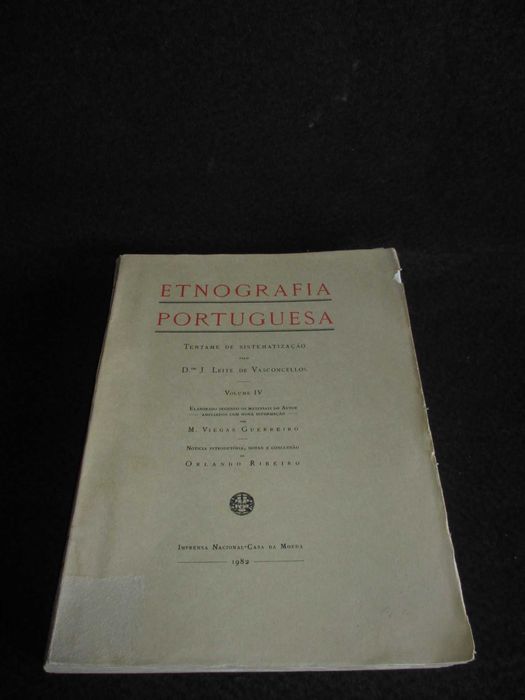 ETNOGRAFIA
PORTUGUESA
TENTAME DE SISTEMATIZAÇÃO
PELO
D.OR J. LEITE DE VASCONCELLOS
VOLUME IV
ELABORADO SEGUNDO OS MATERIAIS DO AUTOR
AMPLIADOS COM NOVA INFORMAÇÃO
POR
M. VIEGAS GUERREIRO
NOTÍCIA INTRODUTÓRIA, NOTAS E CONCLUSÃO
DE
ORLANDO RIBEIRO
IMPRENSA NACIONAL-CASA DA MOEDA
1982